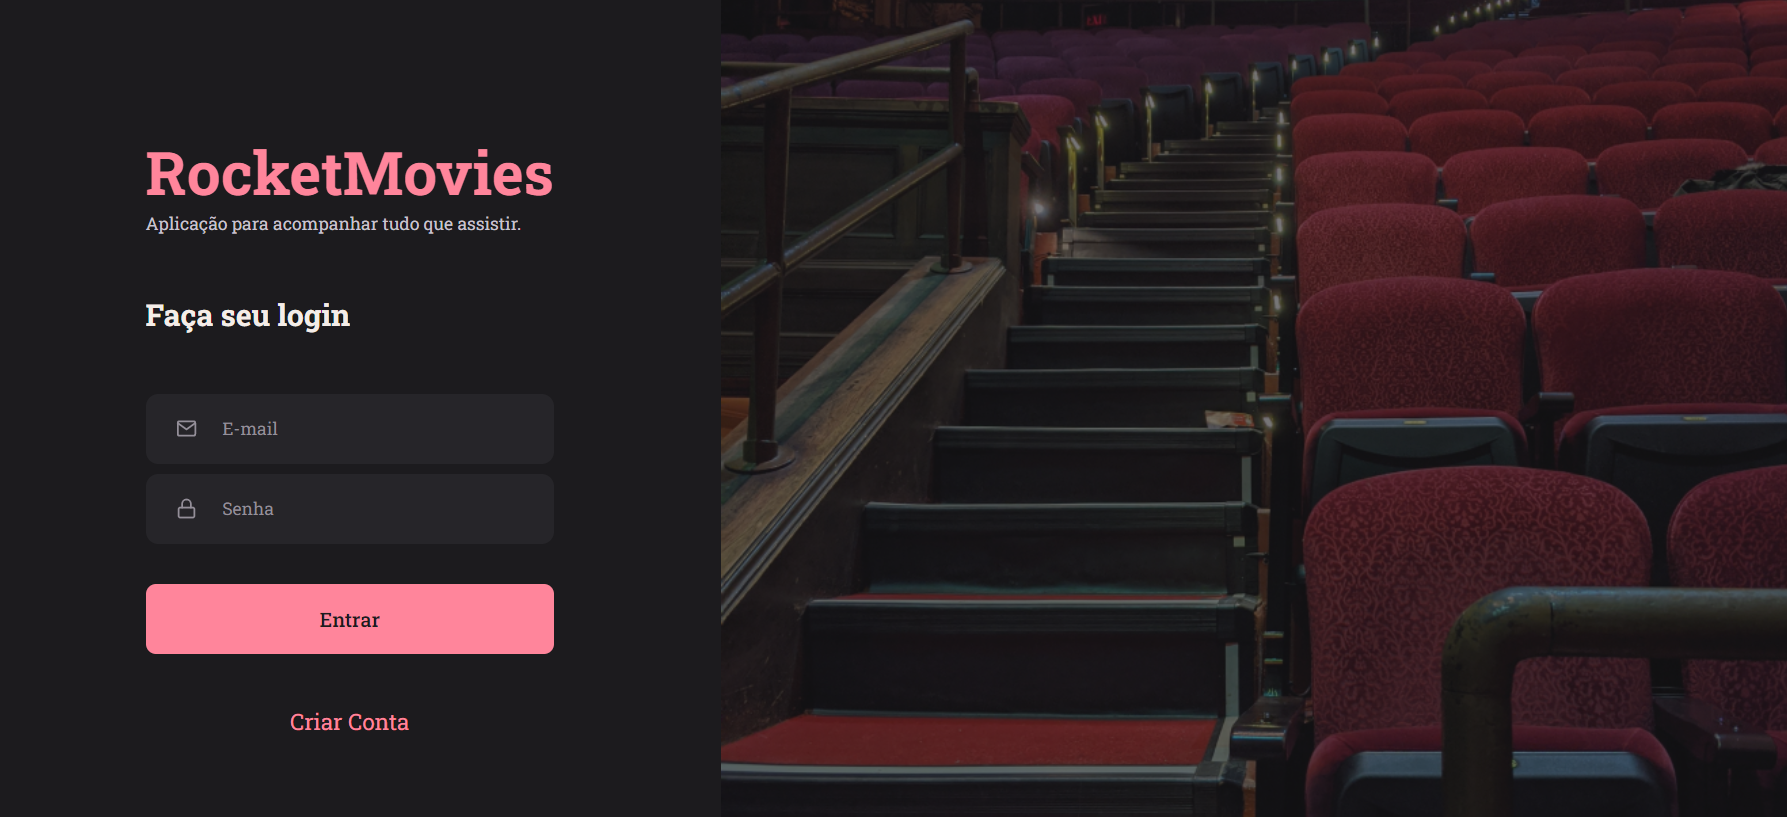 RocketMovies
Aplicação para acompanhar tudo que assistir.
Faça seu login
E-mail
Senha
Entrar
Criar Conta